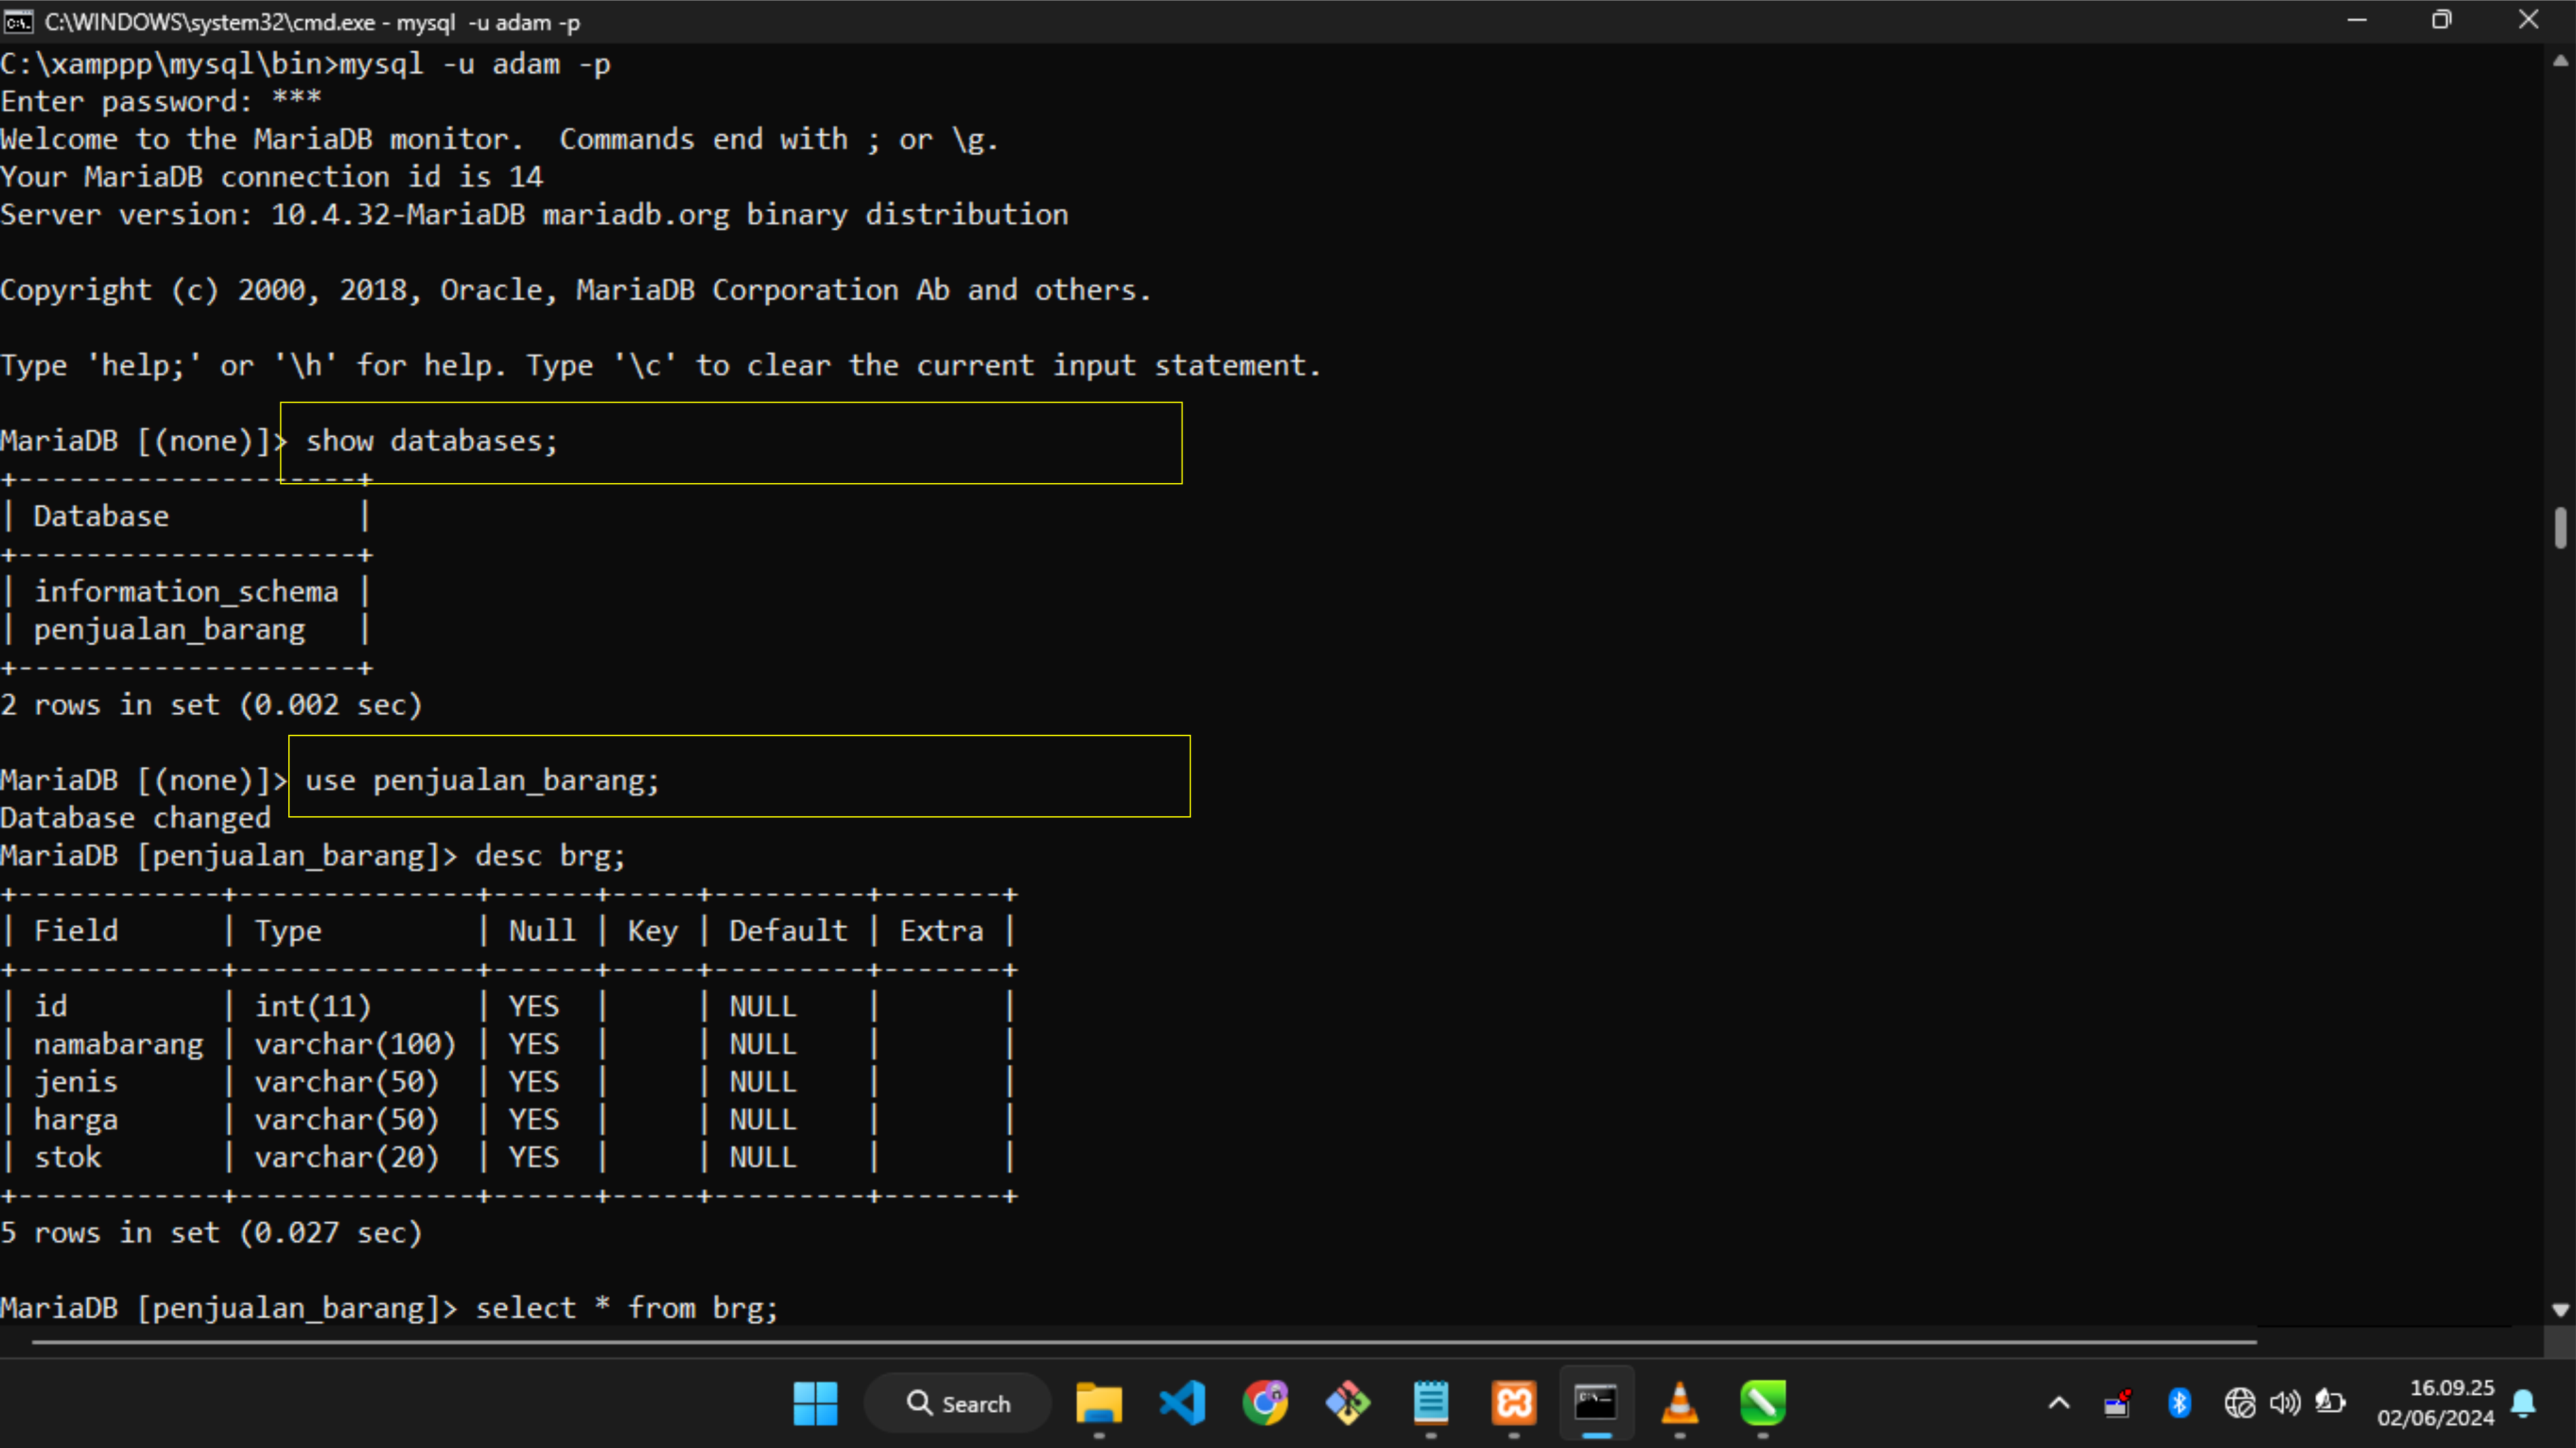 C:\WINDOWS\system32\cmd.exe - mysql  -u adam -p
C:\xamppp\mysql\bin>mysql -u adam -p
Enter password: ***
Welcome to the MariaDB monitor.  Commands end with ; or \g.
Your MariaDB connection id is 14
Server version: 10.4.32-MariaDB mariadb.org binary distribution
Copyright (c) 2000, 2018, Oracle, MariaDB Corporation Ab and others.
Type 'help;' or '\h' for help. Type '\c' to clear the current input statement.
MariaDB [(none)]> show databases;
+--------------------+
| Database           |
+--------------------+
| information_schema |
| penjualan_barang   |
+--------------------+
2 rows in set (0.002 sec)
MariaDB [(none)]> use penjualan_barang;
Database changed
MariaDB [penjualan_barang]> desc brg;
+------------+--------------+------+-----+---------+-------+
| Field      | Type         | Null | Key | Default | Extra |
+------------+--------------+------+-----+---------+-------+
| id         | int(11)      | YES  |     | NULL    |       |
| namabarang | varchar(100) | YES  |     | NULL    |       |
| jenis      | varchar(50)  | YES  |     | NULL    |       |
| harga      | varchar(50)  | YES  |     | NULL    |       |
| stok       | varchar(20)  | YES  |     | NULL    |       |
+------------+--------------+------+-----+---------+-------+
5 rows in set (0.027 sec)
MariaDB [penjualan_barang]> select * from brg;
Search
16.09.25
02/06/2024